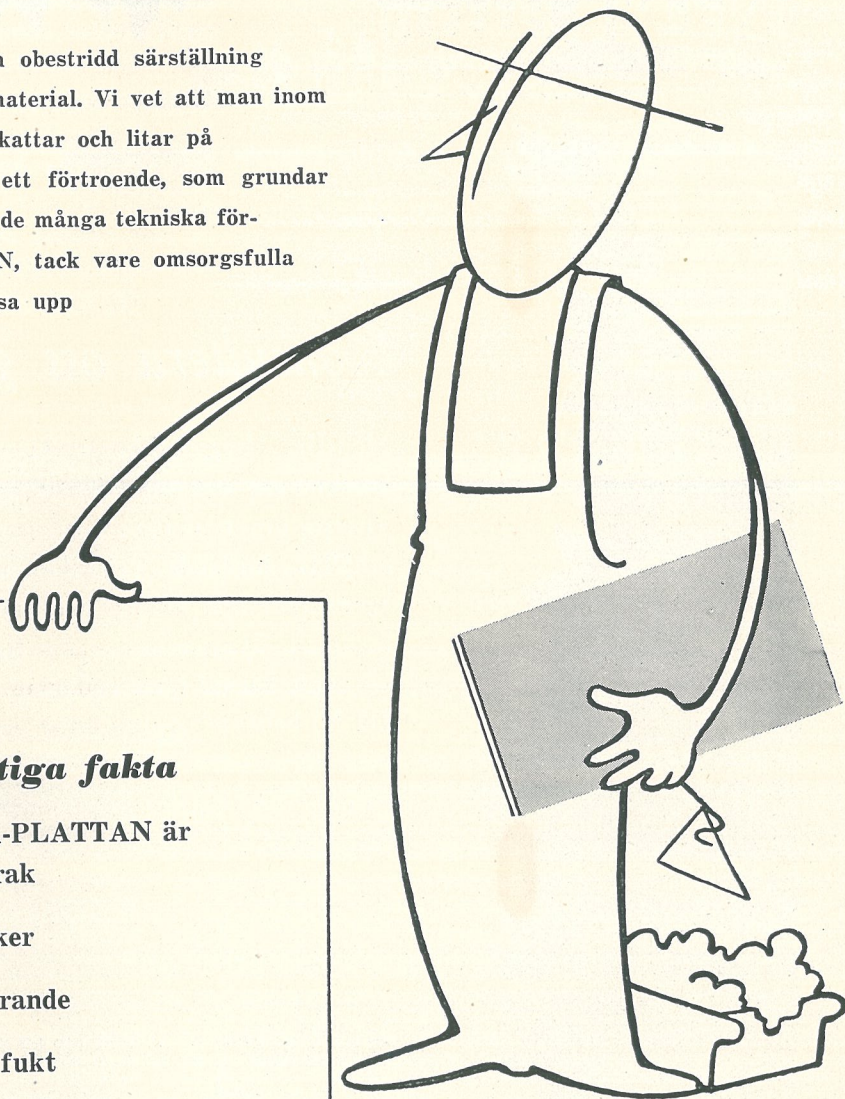 obestridd särställning
material. Vi vet att man inom
kattar och litar på
ett förtroende, som grundar
de många tekniska för-
N, tack vare omsorgsfulla
sa upp
tiga fakta
-PLATTAN är
rak
ker
rande
fukt